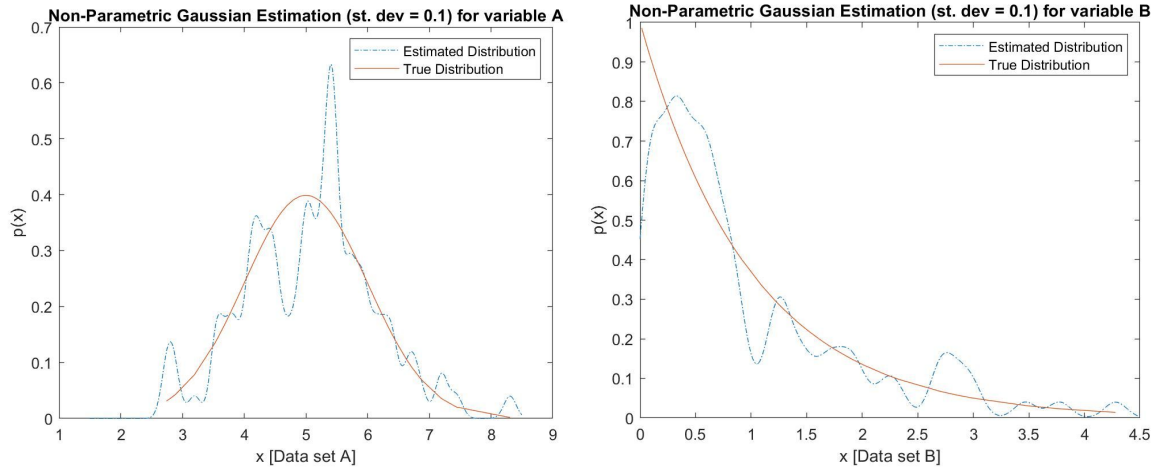 Non-Parametric Gaussian Estimation (st. dev = 0.1) for variable A
0.7
0.6
0.5
0.4
0.3
0.2
0.1
0
p(x)
Estimated Distribution
True Distribution
1 2 3 4 5 6 7 8 9
x [Data set A]
Non-Parametric Gaussian Estimation (st. dev = 0.1) for variable B
1
0.9
0.8
0.7
0.6
0.5
0.4
0.3
0.2
0.1
0
p(x)
Estimated Distribution
True Distribution
0 0.5 1 1.5 2 2.5 3 3.5 4 4.5
x [Data set B]